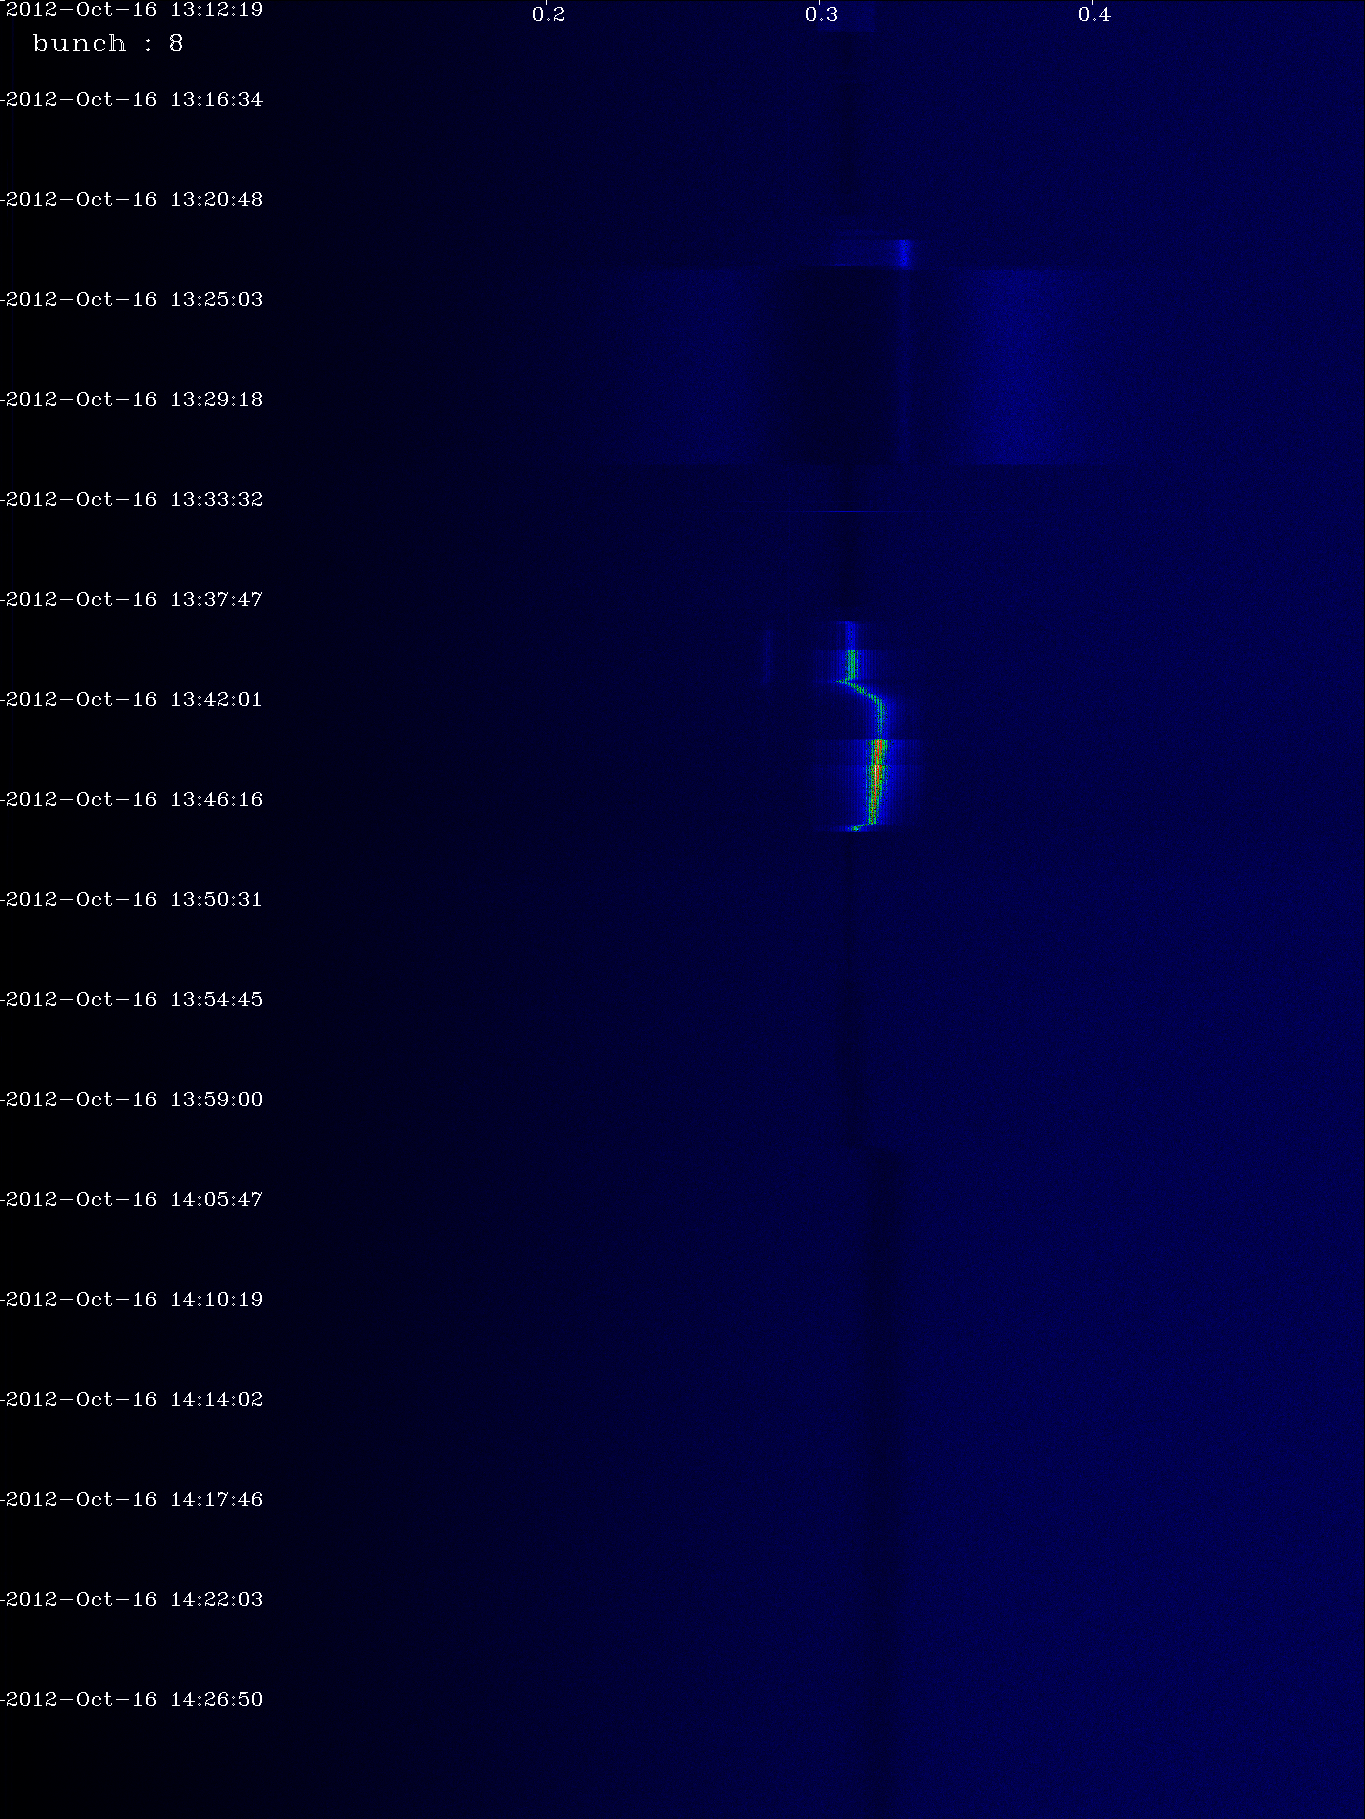 2012-Oct-16 13:12:19 0.2 0.3 0.4
bunch : 8
-2012-Oct-16 13:16:34
-2012-Oct-16 13:20:48
-2012-Oct-16 13:25:03
-2012-Oct-16 13:29:18
-2012-Oct-16 13:33:32
-2012-Oct-16 13:37:47
-2012-Oct-16 13:42:01
-2012-Oct-16 13:46:16
-2012-Oct-16 13:50:31
-2012-Oct-16 13:54:45
-2012-Oct-16 13:59:00
-2012-Oct-16 14:05:47
-2012-Oct-16 14:10:19
-2012-Oct-16 14:14:02
-2012-Oct-16 14:17:46
-2012-Oct-16 14:22:03
-2012-Oct-16 14:26:50